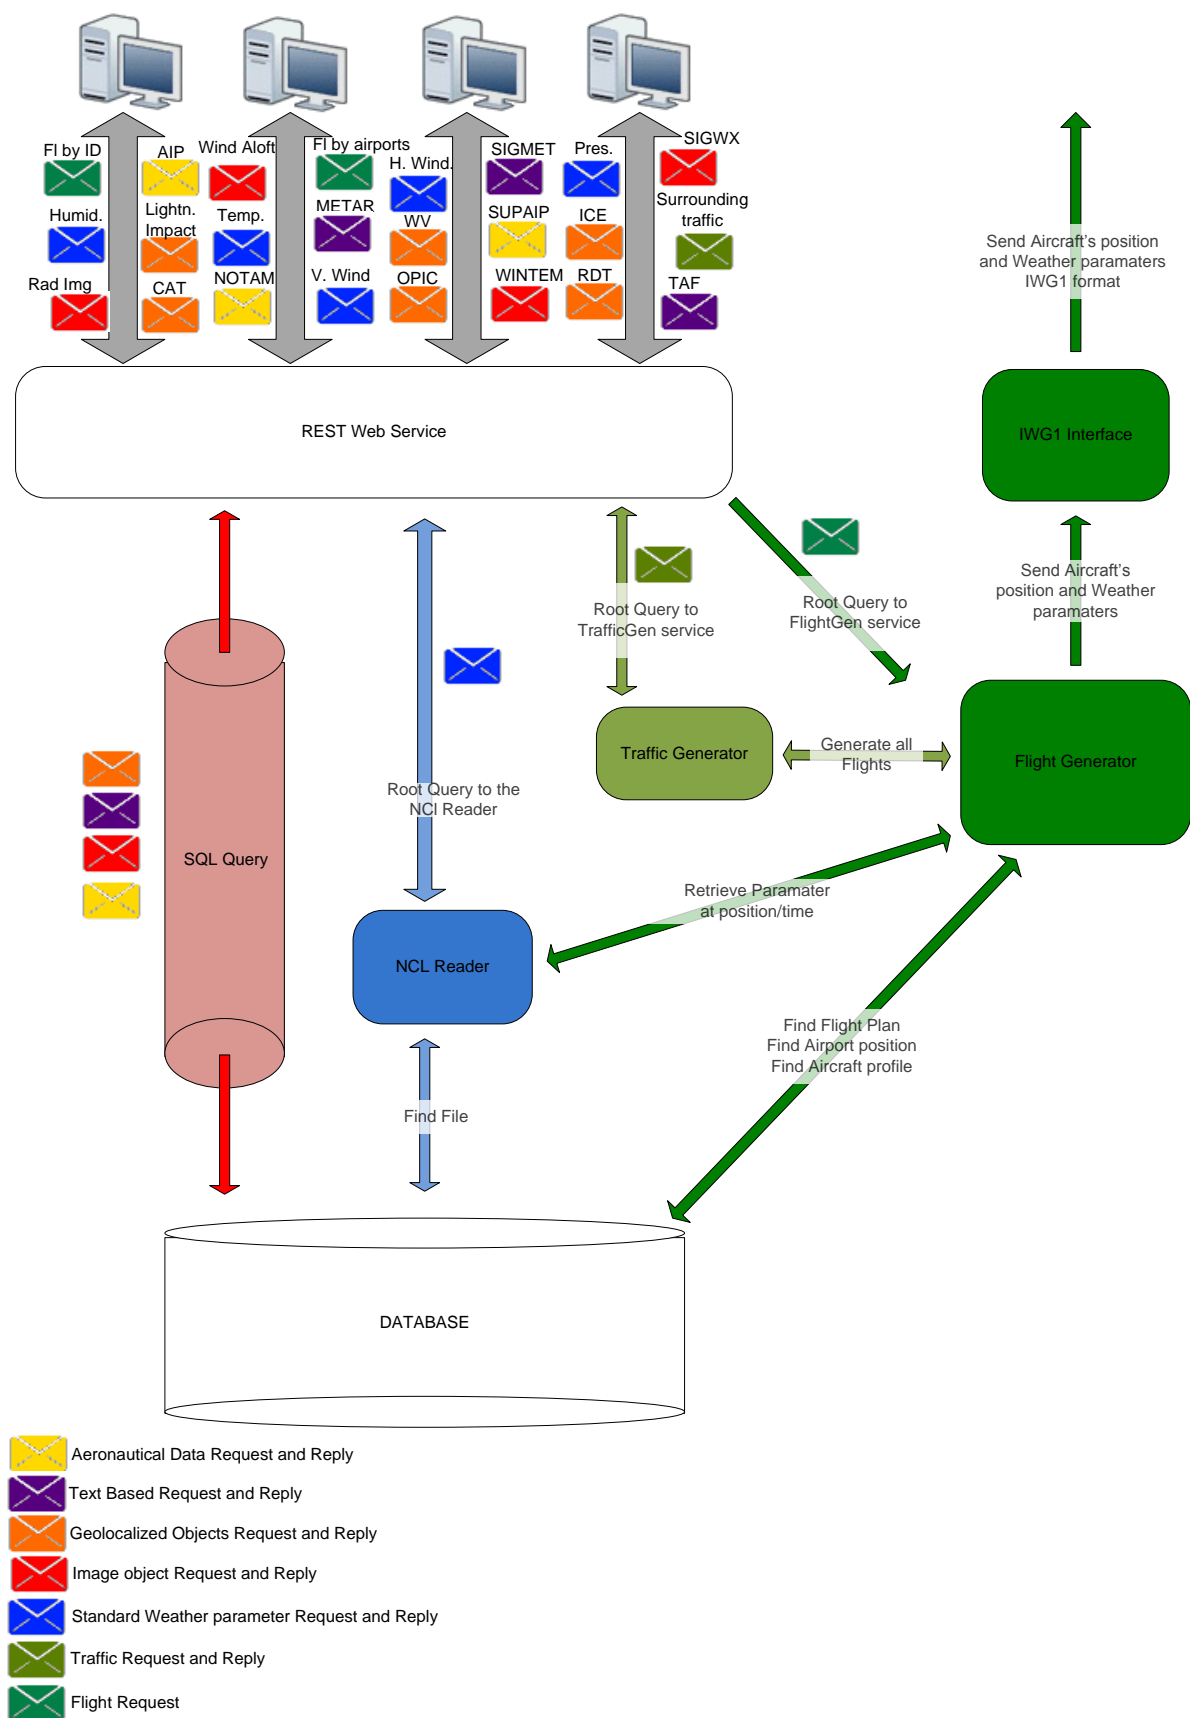 Fl by ID
AIP
Wind Aloft
Fl by airports
H. Wind.
SIGMET
Pres.
SIGWX
Humid.
Lightn.
Impact
Temp.
METAR
WV
SUPAIP
ICE
Surrounding
traffic
Rad Img
CAT
NOTAM
V. Wind
OPIC
WINTEM
RDT
TAF
Send Aircraft's position
and Weather paramaters
IWG1 format
REST Web Service
IWG1 Interface
Send Aircraft's
position and Weather
paramaters
Root Query to
TrafficGen service
Root Query to
FlightGen service
Traffic Generator
Generate all
Flights
Flight Generator
Root Query to the
NCl Reader
SQL Query
Retrieve Paramater
at position/time
NCL Reader
Find Flight Plan
Find Airport position
Find Aircraft profile
Find File
DATABASE
Aeronautical Data Request and Reply
Text Based Request and Reply
Geolocalized Objects Request and Reply
Image object Request and Reply
Standard Weather parameter Request and Reply
Traffic Request and Reply
Flight Request